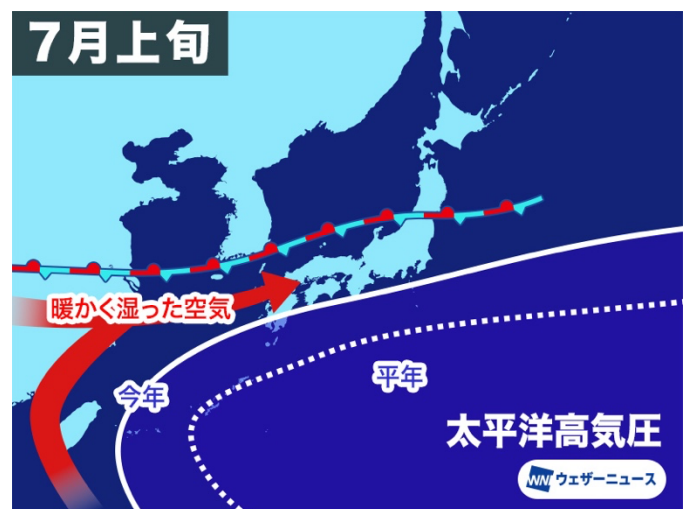 7月上旬
暖かく湿った空気
今年
平年
太平洋高気圧
WNI ウェザーニュース